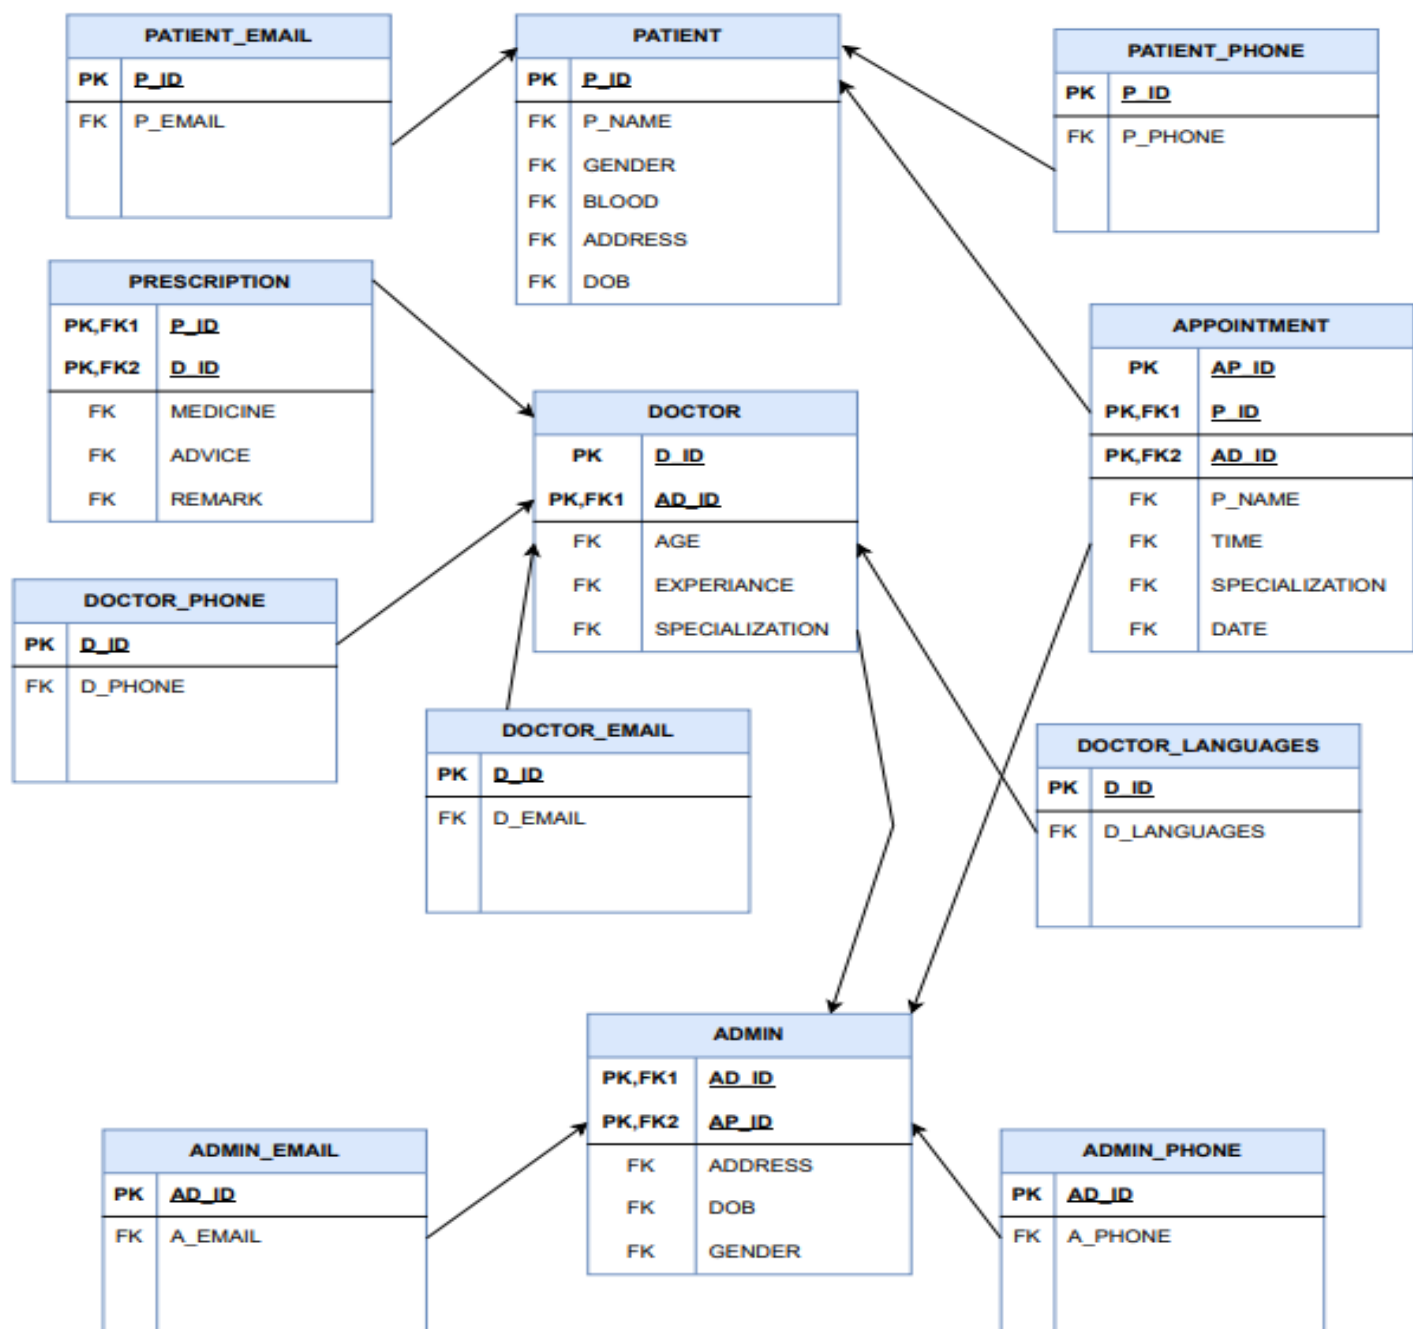 PATIENT_EMAIL
PK P_ID
FK P_EMAIL
PATIENT
PK P_ID
FK P_NAME
FK GENDER
FK BLOOD
FK ADDRESS
FK DOB
PATIENT_PHONE
PK P_ID
FK P_PHONE
PRESCRIPTION
PK,FK1 P_ID
PK,FK2 D_ID
FK MEDICINE
FK ADVICE
FK REMARK
APPOINTMENT
PK AP_ID
PK,FK1 P_ID
PK,FK2 AD_ID
FK P_NAME
FK TIME
FK SPECIALIZATION
FK DATE
DOCTOR
PK D_ID
PK,FK1 AD_ID
FK AGE
FK EXPERIANCE
FK SPECIALIZATION
DOCTOR_PHONE
PK D_ID
FK D_PHONE
DOCTOR_EMAIL
PK D_ID
FK D_EMAIL
DOCTOR_LANGUAGES
PK D_ID
FK D_LANGUAGES
ADMIN
PK,FK1 AD_ID
PK,FK2 AP_ID
FK ADDRESS
FK DOB
FK GENDER
ADMIN_EMAIL
PK AD_ID
FK A_EMAIL
ADMIN_PHONE
PK AD_ID
FK A_PHONE